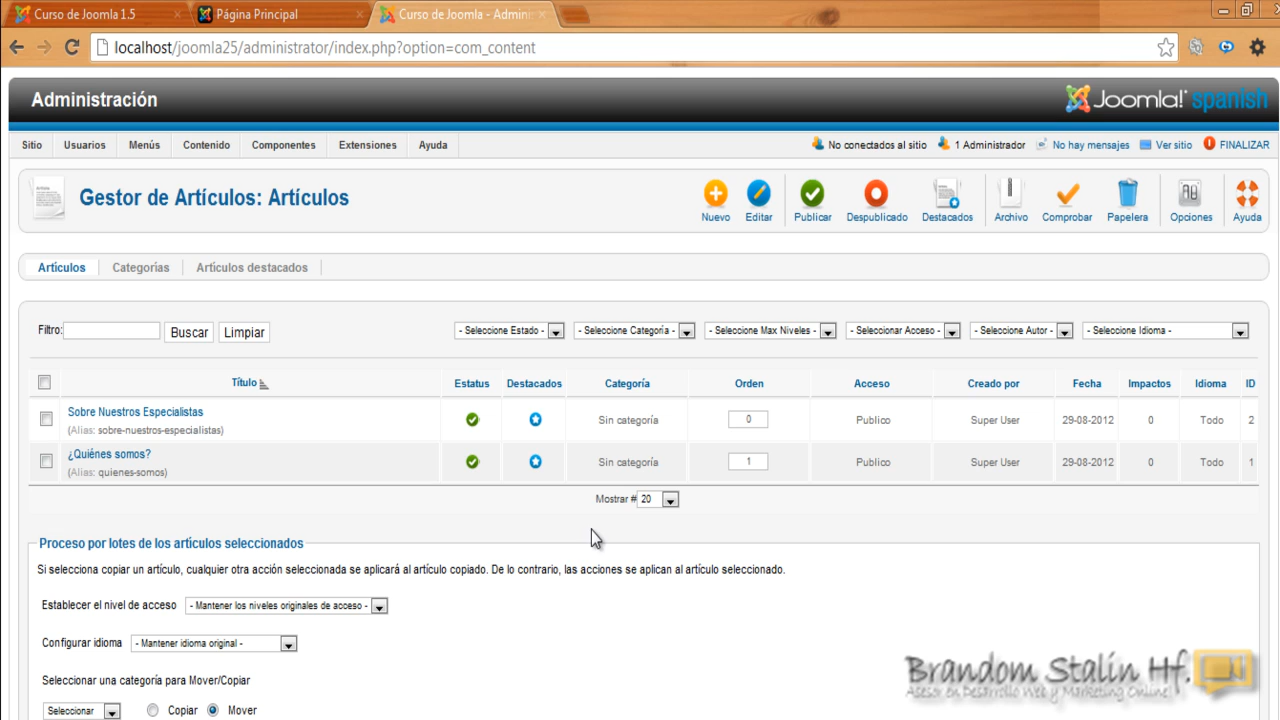 Curso de Joomla 1.5
Página Principal
Curso de Joomla - Admini
localhost/joomla25/administrator/index.php?option=com_content
Administración
Joomla! spanish
Sitio Usuarios Menús Contenido Componentes Extensiones Ayuda
No conectados al sitio 1 Administrador No hay mensajes Ver sitio FINALIZAR
Gestor de Artículos: Artículos
Nuevo Editar Publicar Despublicado Destacados Archivo Comprobar Papelera Opciones Ayuda
Artículos Categorías Artículos destacados
Filtro: Buscar Limpiar - Seleccione Estado - - Seleccione Categoría - - Seleccione Max Niveles - - Seleccionar Acceso - - Seleccione Autor - - Seleccione Idioma -
Título Estatus Destacados Categoría Orden Acceso Creado por Fecha Impactos Idioma ID
Sobre Nuestros Especialistas Sin categoría 0 Publico Super User 29-08-2012 0 Todo 2
(Alias: sobre-nuestros-especialistas)
¿Quiénes somos? Sin categoría 1 Publico Super User 29-08-2012 0 Todo 1
(Alias: quienes-somos)
Mostrar # 20
Proceso por lotes de los artículos seleccionados
Si selecciona copiar un artículo, cualquier otra acción seleccionada se aplicará al artículo copiado. De lo contrario, las acciones se aplican al artículo seleccionado.
Establecer el nivel de acceso - Mantener los niveles originales de acceso -
Configurar idioma - Mantener idioma original -
Seleccionar una categoría para Mover/Copiar
Seleccionar Copiar Mover
Brandom Stalin Hf.
Asesor en Desarrollo Web y Marketing Online